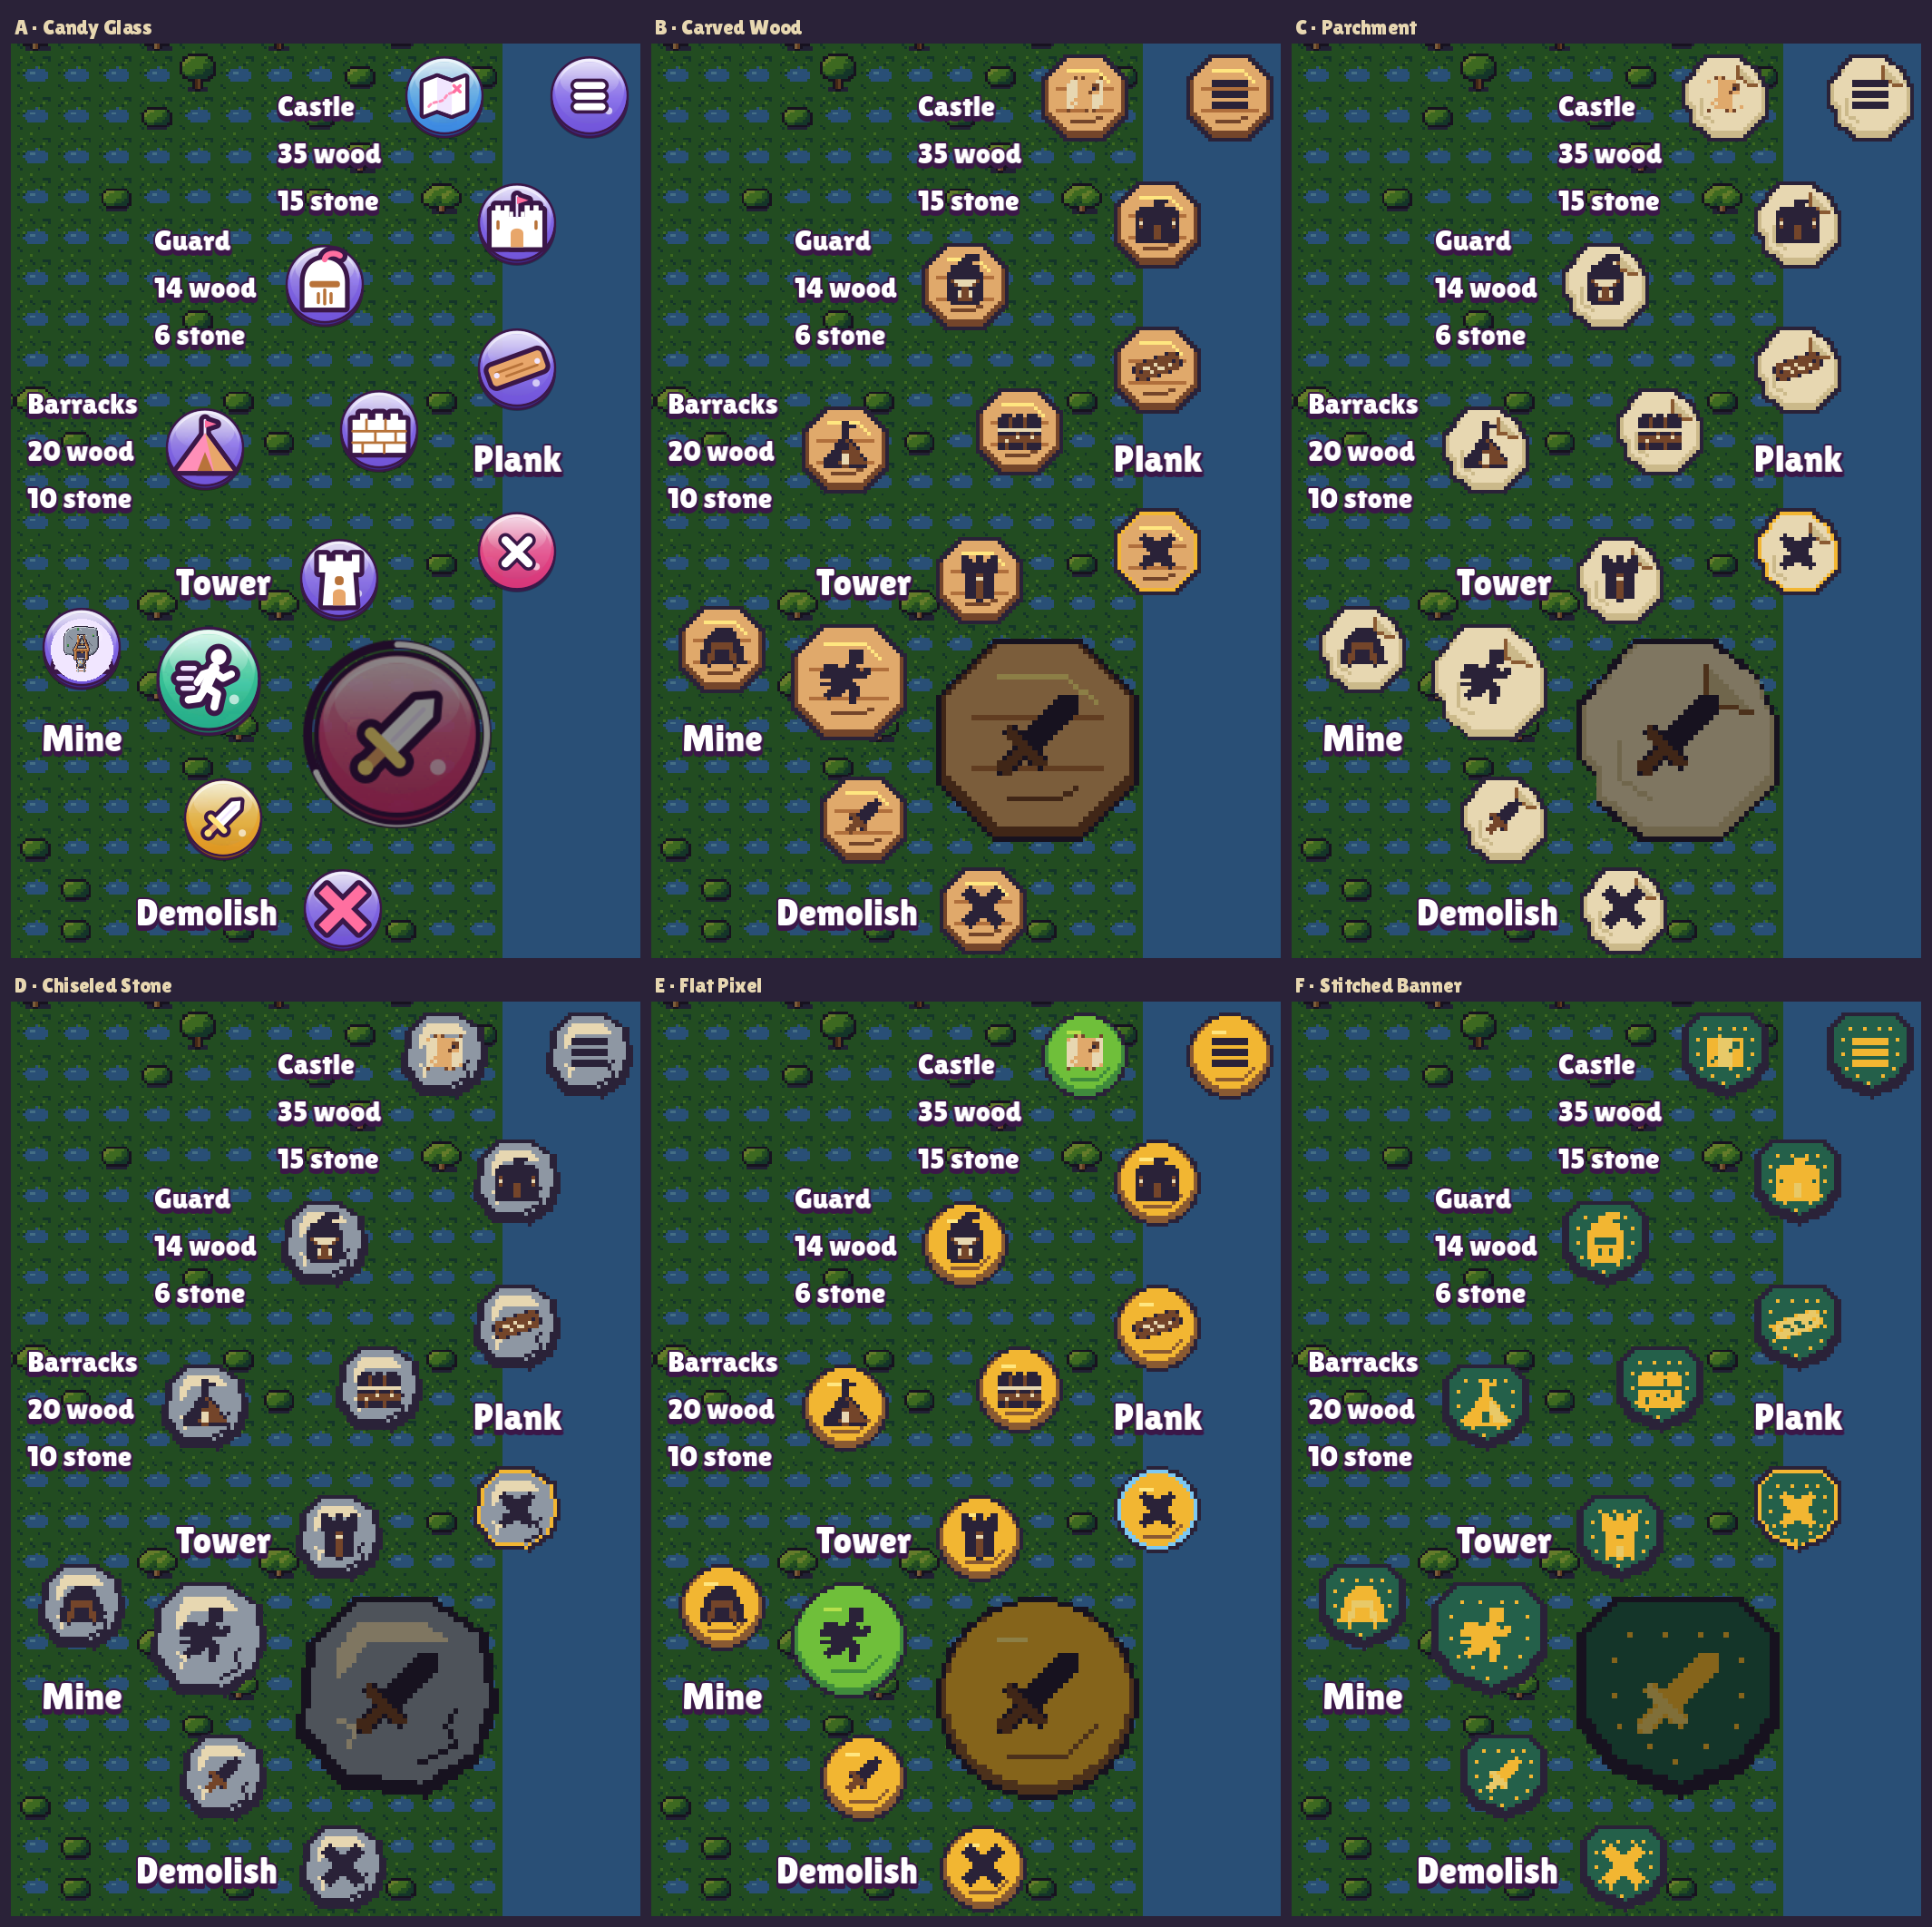 A · Candy Glass
Castle
35 wood
15 stone
Guard
14 wood
6 stone
Barracks
20 wood
10 stone
Plank
Tower
Mine
Demolish
B · Carved Wood
Castle
35 wood
15 stone
Guard
14 wood
6 stone
Barracks
20 wood
10 stone
Plank
Tower
Mine
Demolish
C · Parchment
Castle
35 wood
15 stone
Guard
14 wood
6 stone
Barracks
20 wood
10 stone
Plank
Tower
Mine
Demolish
D · Chiseled Stone
Castle
35 wood
15 stone
Guard
14 wood
6 stone
Barracks
20 wood
10 stone
Plank
Tower
Mine
Demolish
E · Flat Pixel
Castle
35 wood
15 stone
Guard
14 wood
6 stone
Barracks
20 wood
10 stone
Plank
Tower
Mine
Demolish
F · Stitched Banner
Castle
35 wood
15 stone
Guard
14 wood
6 stone
Barracks
20 wood
10 stone
Plank
Tower
Mine
Demolish